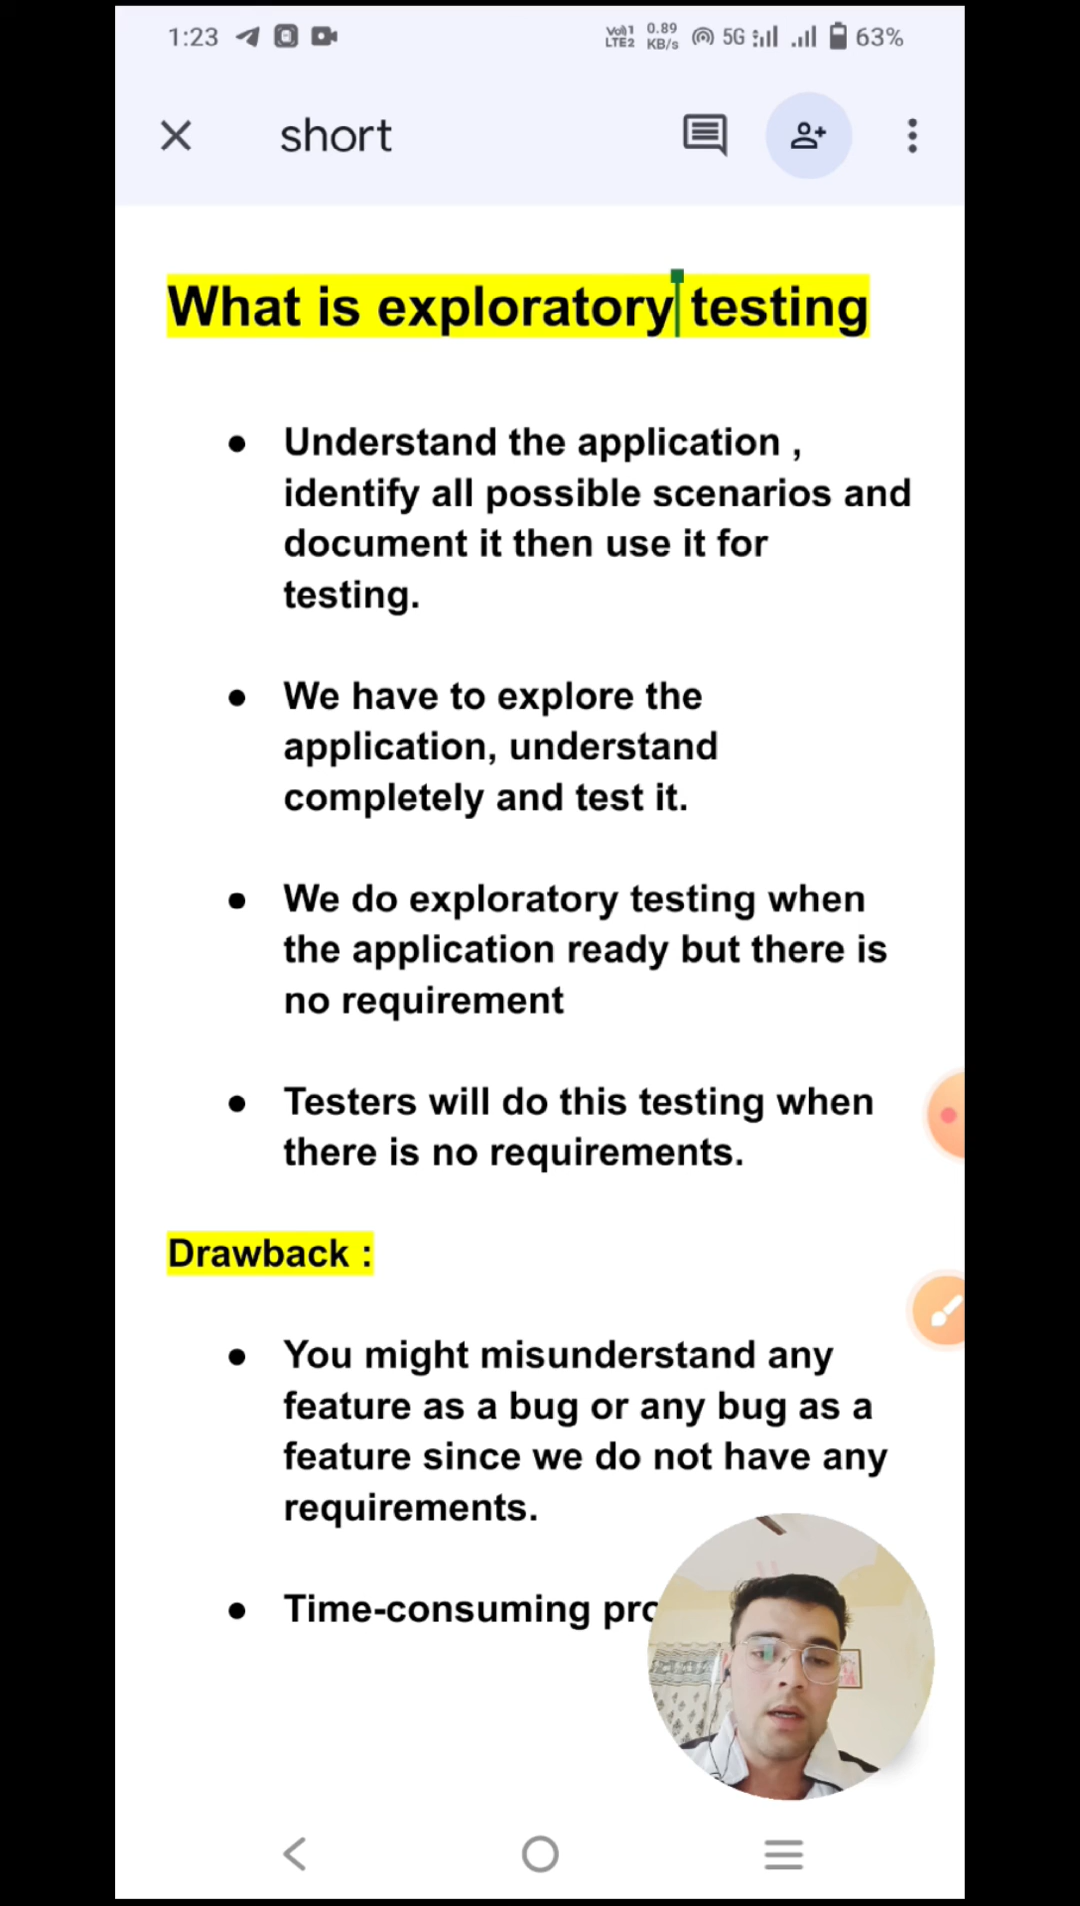 1:23 Vo) 1 LTE2 0.89 KB/s 5G 63%
short
What is exploratory testing
● Understand the application ,
identify all possible scenarios and
document it then use it for
testing.
● We have to explore the
application, understand
completely and test it.
● We do exploratory testing when
the application ready but there is
no requirement
● Testers will do this testing when
there is no requirements.
Drawback :
● You might misunderstand any
feature as a bug or any bug as a
feature since we do not have any
requirements.
● Time-consuming